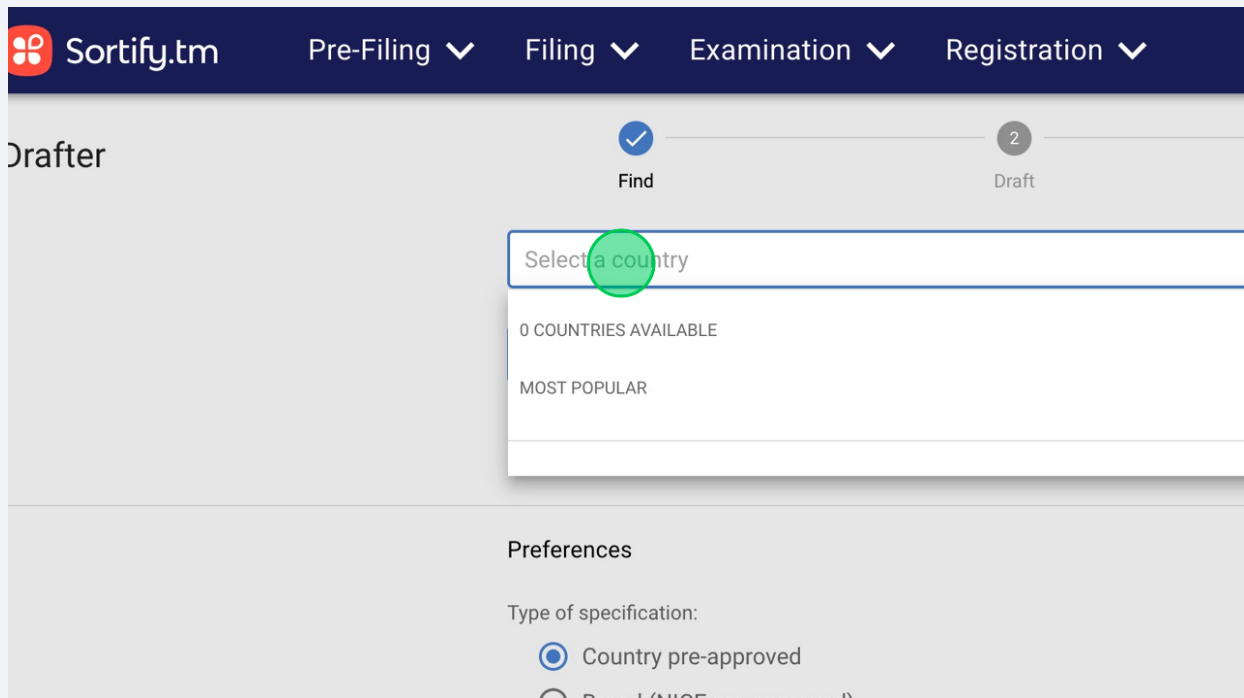 Sortify.tm Pre-Filing Filing Examination Registration
Drafter
2
Find Draft
Select a country
0 COUNTRIES AVAILABLE
MOST POPULAR
Preferences
Type of specification:
Country pre-approved